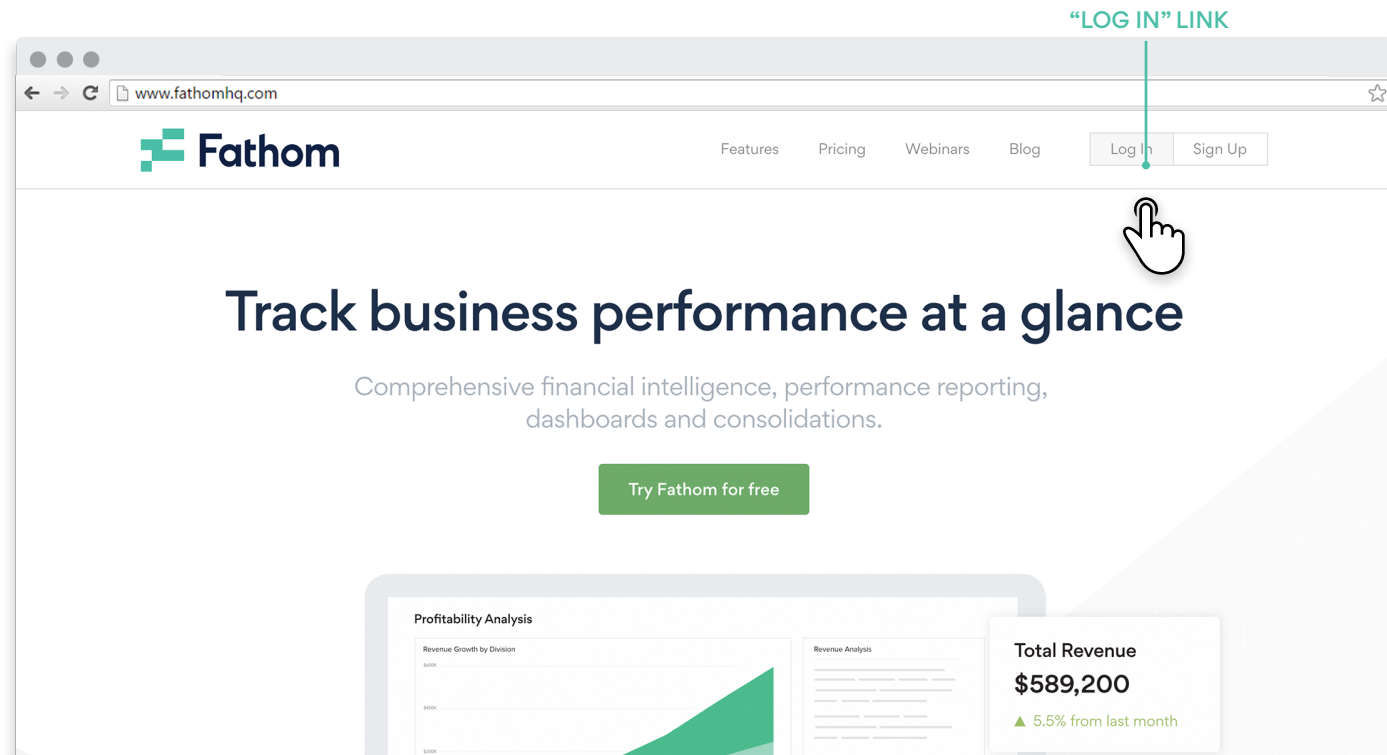 “LOG IN” LINK
www.fathomhq.com
Fathom
Features
Pricing
Webinars
Blog
Log In
Sign Up
Track business performance at a glance
Comprehensive financial intelligence, performance reporting,
dashboards and consolidations.
Try Fathom for free
Profitability Analysis
Revenue Growth by Division
Revenue Analysis
$400K
$200K
Total Revenue
$589,200
5.5% from last month